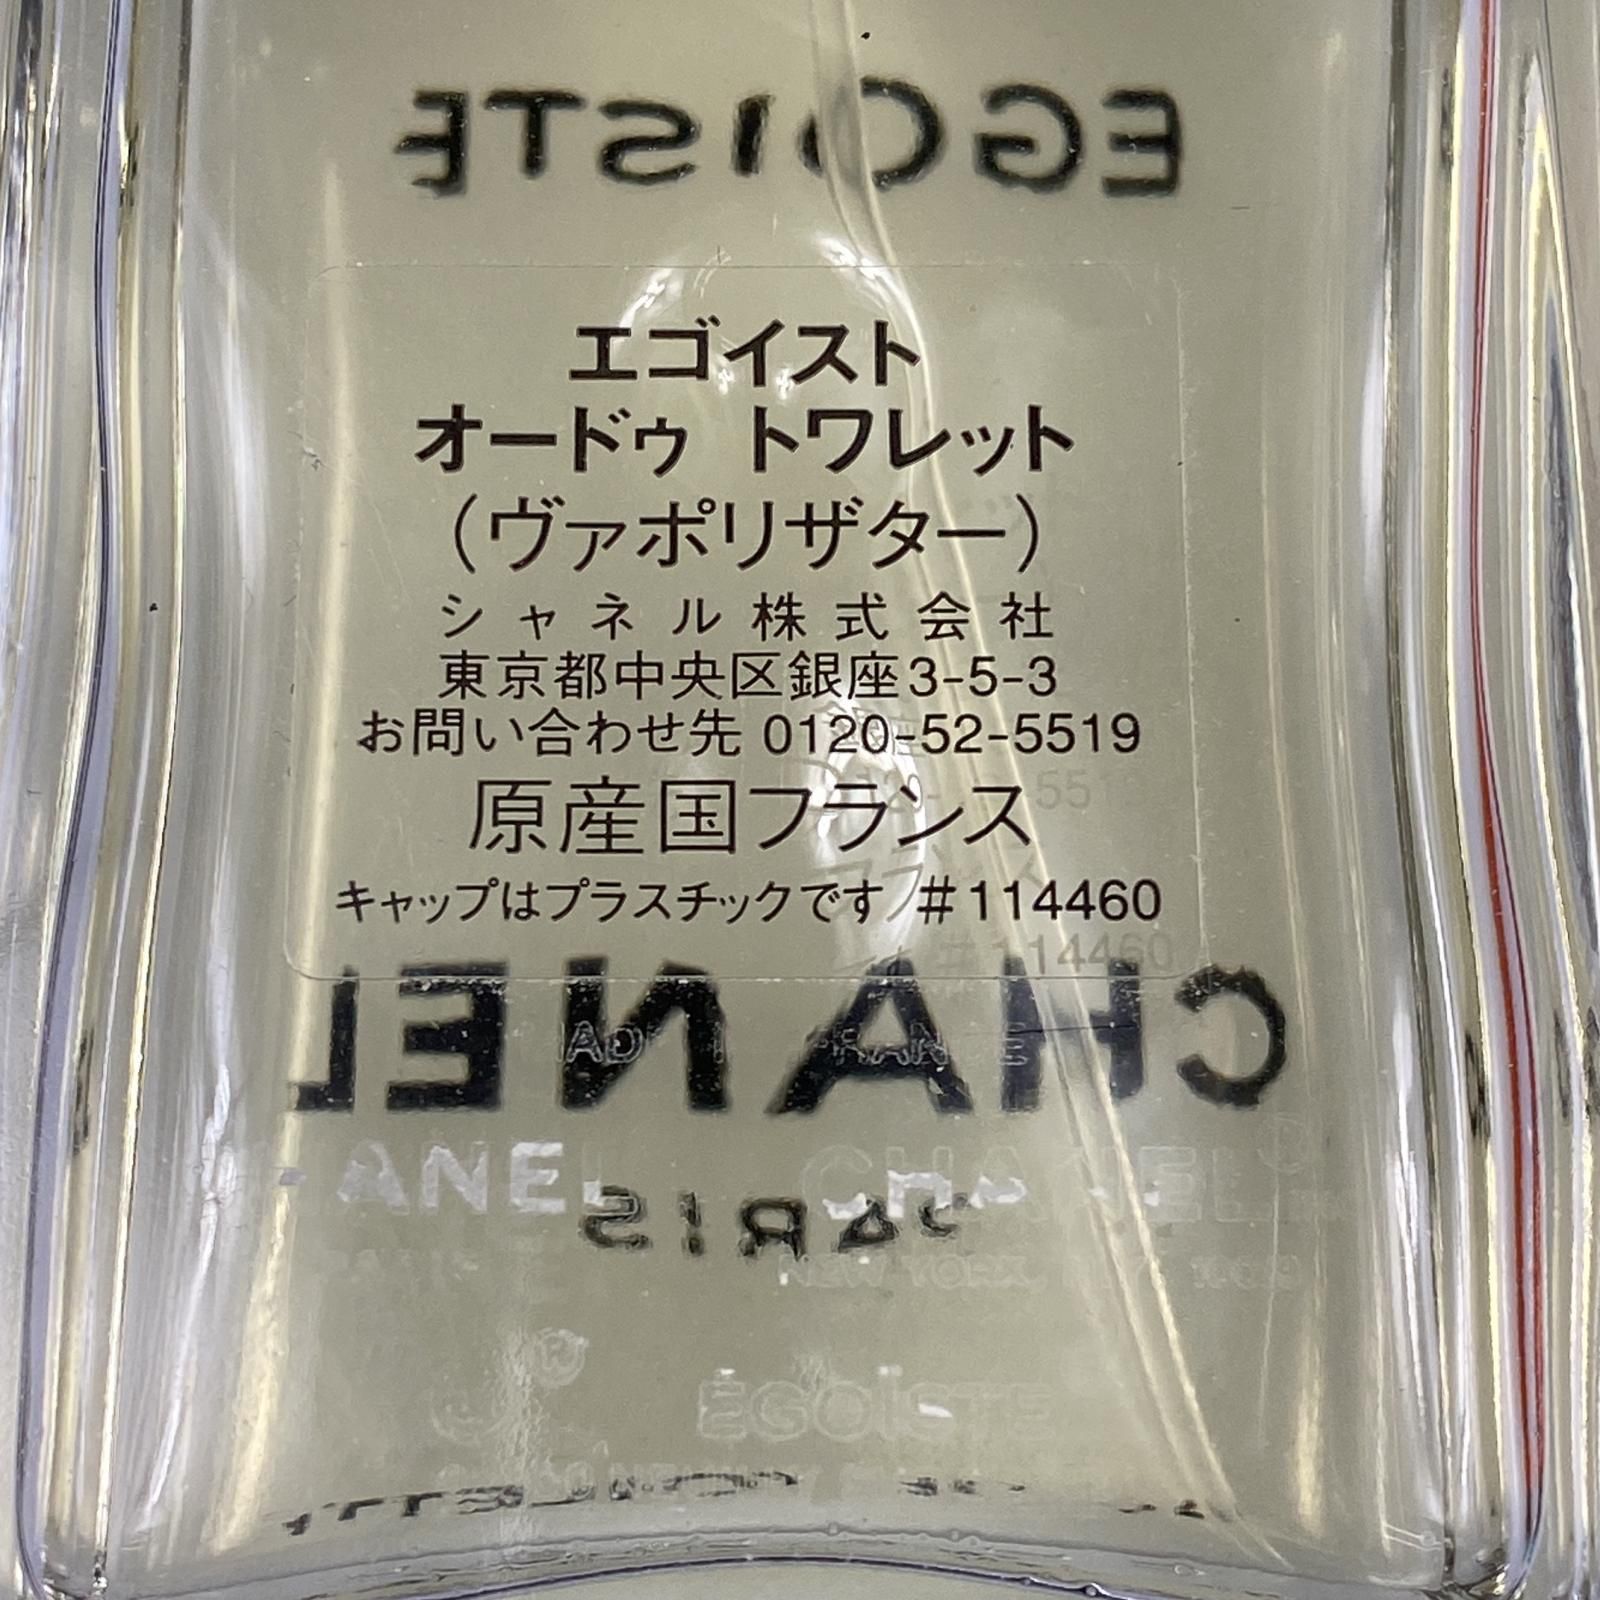 EGOISTE
エゴイスト
オードゥ トワレット
（ヴァポリザター）
シャネル株式会社
東京都中央区銀座3-5-3
お問い合わせ先 0120-52-5519
原産国フランス
キャップはプラスチックです #114460
CHANEL
CHANEL
PARIS
EGOISTE